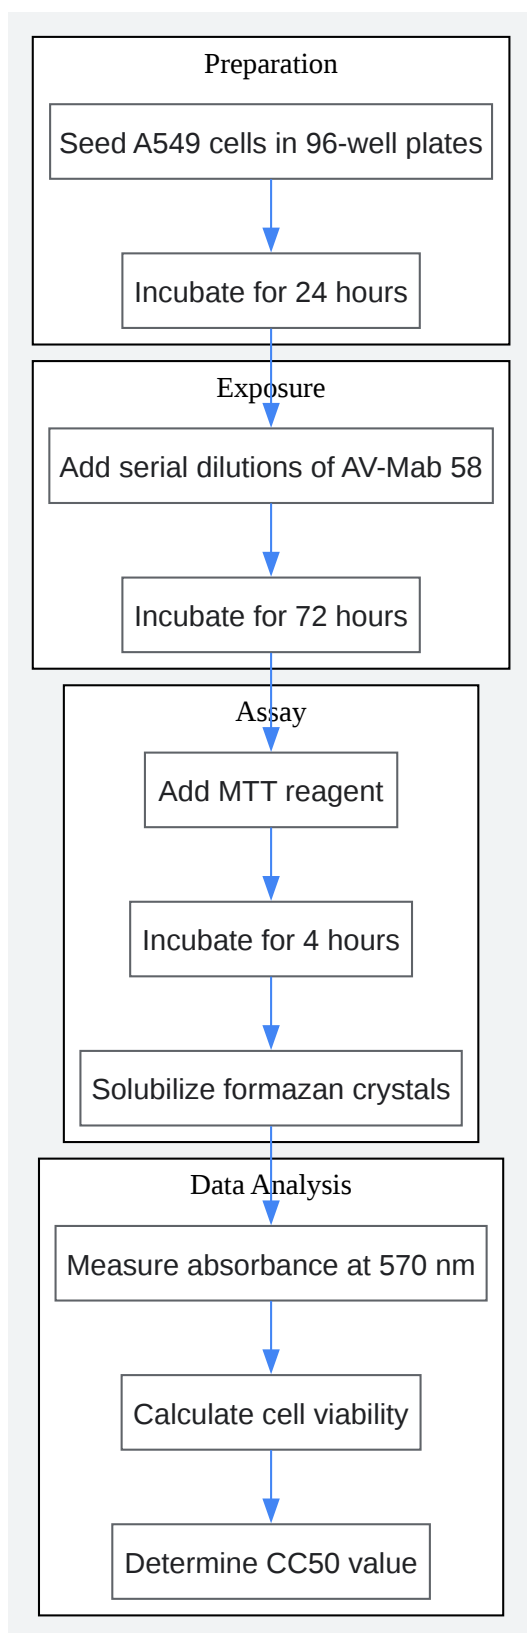 Preparation
Seed A549 cells in 96-well plates
Incubate for 24 hours
Exposure
Add serial dilutions of AV-Mab 58
Incubate for 72 hours
Assay
Add MTT reagent
Incubate for 4 hours
Solubilize formazan crystals
Data Analysis
Measure absorbance at 570 nm
Calculate cell viability
Determine CC50 value